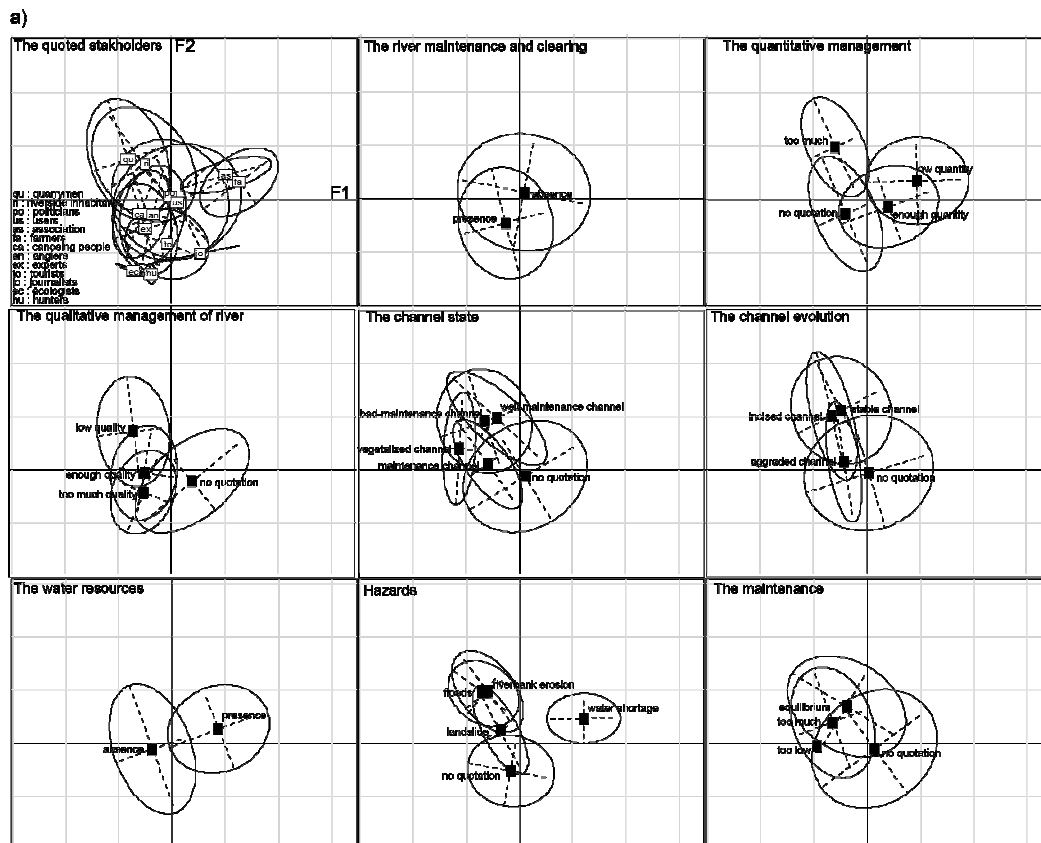 a)
The quoted stakholders
F2
The river maintenance and clearing
The quantitative management
F1
qu
ri
as
fa
po
us
ca
an
ex
to
jo
ec
hu
qu : quarrymen
ri : riverside inhabitants
po : politicians
us : users
as : association
fa : farmers
ca : canoeing people
an : anglers
ex : experts
to : tourists
jo : journalists
ec : ecologists
hu : hunters
absence
presence
too much
low quantity
no quotation
enough quantity
The qualitative management of river
The channel state
The channel evolution
low quality
enough quality
too much quality
no quotation
bad-maintenance channel
well-maintenance channel
vegetalized channel
maintenance channel
no quotation
incised channel
stable channel
aggraded channel
no quotation
The water resources
Hazards
The maintenance
presence
absence
floods
riverbank erosion
water shortage
landslide
no quotation
equilibrium
too much
too low
no quotation